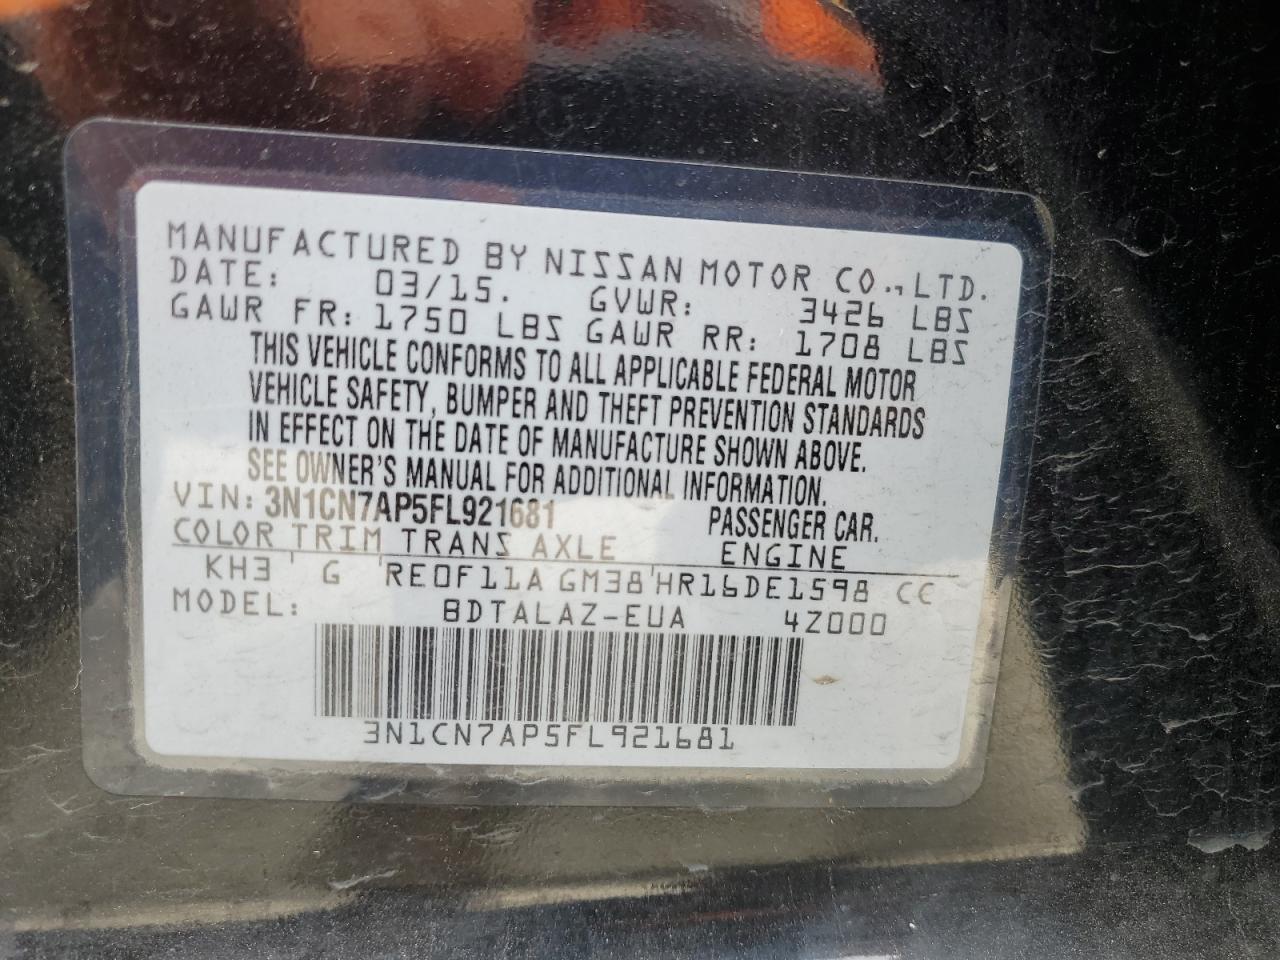 MANUFACTURED BY NISSAN MOTOR CO.,LTD.
DATE: 03/15. GVWR: 3426 LBS
GAWR FR: 1750 LBS GAWR RR: 1708 LBS
THIS VEHICLE CONFORMS TO ALL APPLICABLE FEDERAL MOTOR
VEHICLE SAFETY, BUMPER AND THEFT PREVENTION STANDARDS
IN EFFECT ON THE DATE OF MANUFACTURE SHOWN ABOVE.
SEE OWNER'S MANUAL FOR ADDITIONAL INFORMATION.
VIN: 3N1CN7AP5FL921681 PASSENGER CAR.
COLOR TRIM TRANS AXLE ENGINE
KH3 ' G 'RE0F11A GM38'HR16DE1598 CC
MODEL: BDTALAZ-EUA 4Z000
3N1CN7AP5FL921681